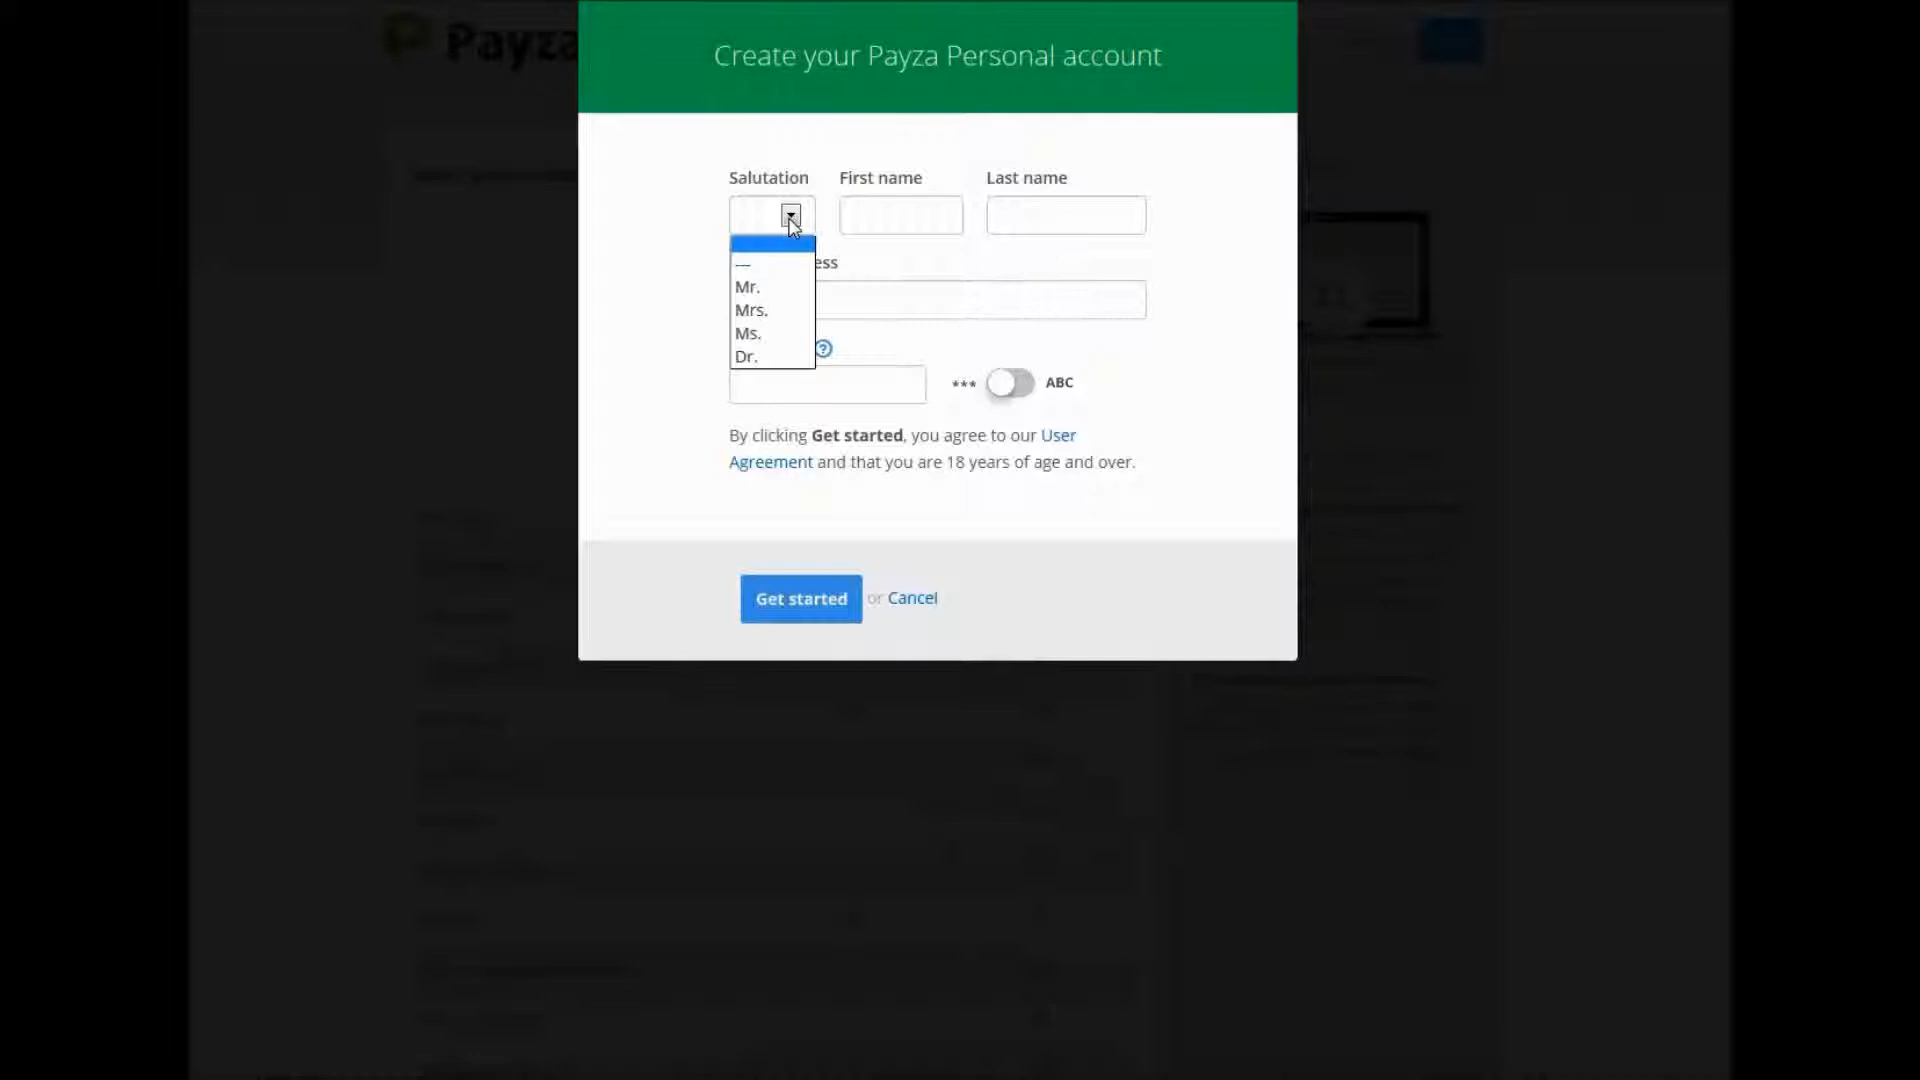 Payza
Create your Payza Personal account
Salutation First name Last name
---
ess
Mr.
Mrs.
Ms.
Dr.
?
*** ABC
By clicking Get started, you agree to our User
Agreement and that you are 18 years of age and over.
Get started or Cancel